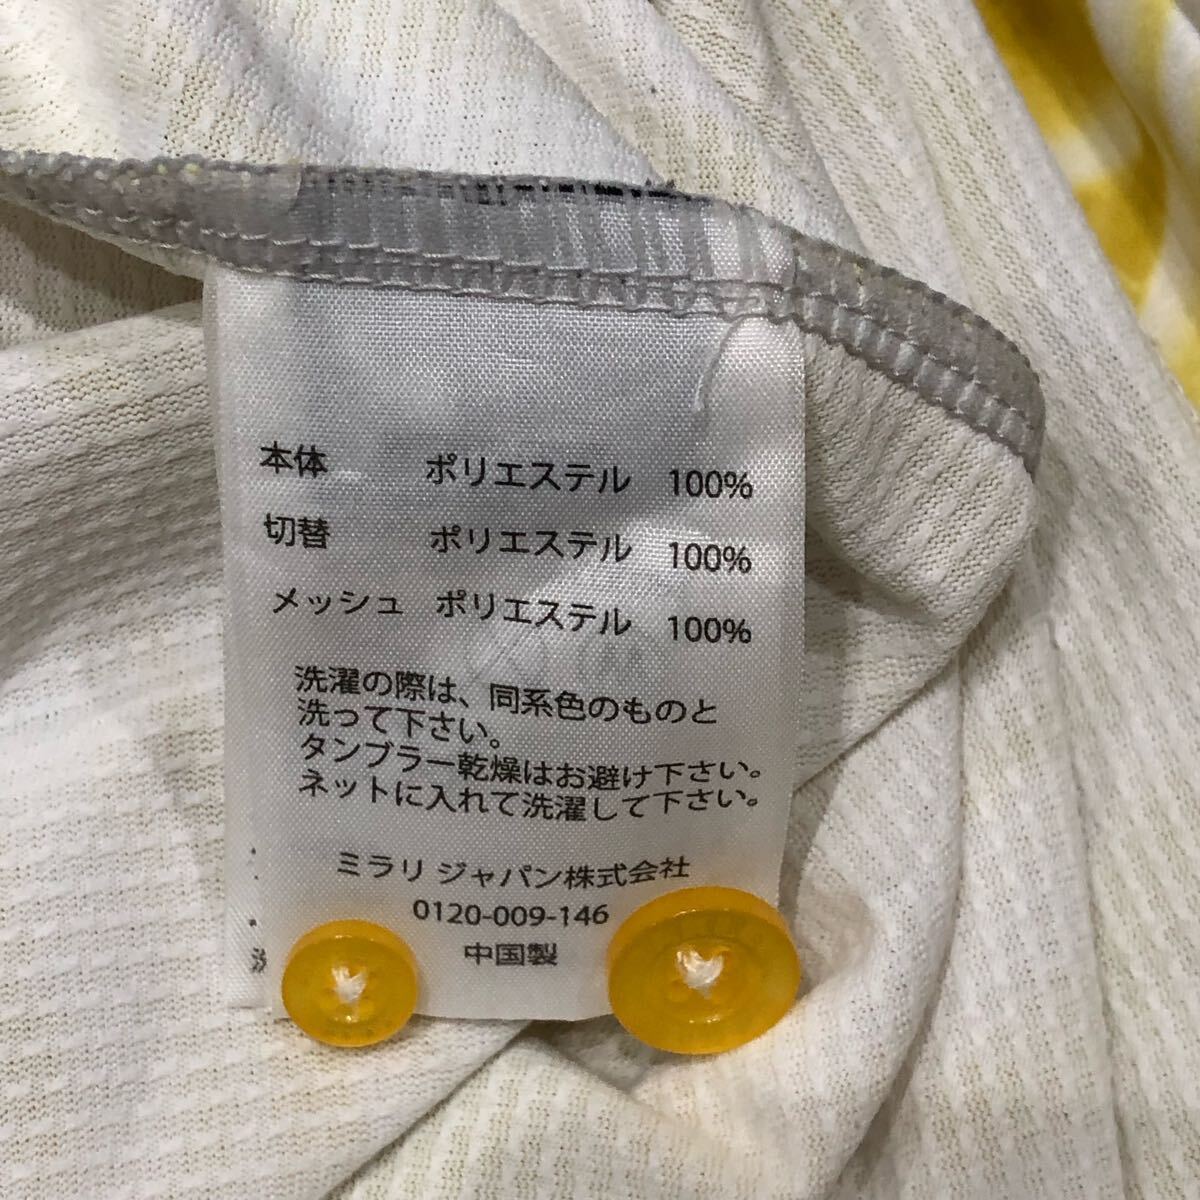 本体 ポリエステル 100%
切替 ポリエステル 100%
メッシュ ポリエステル 100%
洗濯の際は、同系色のものと
洗って下さい。
タンブラー乾燥はお避け下さい。
ネットに入れて洗濯して下さい。
ミラリ ジャパン株式会社
0120-009-146
中国製